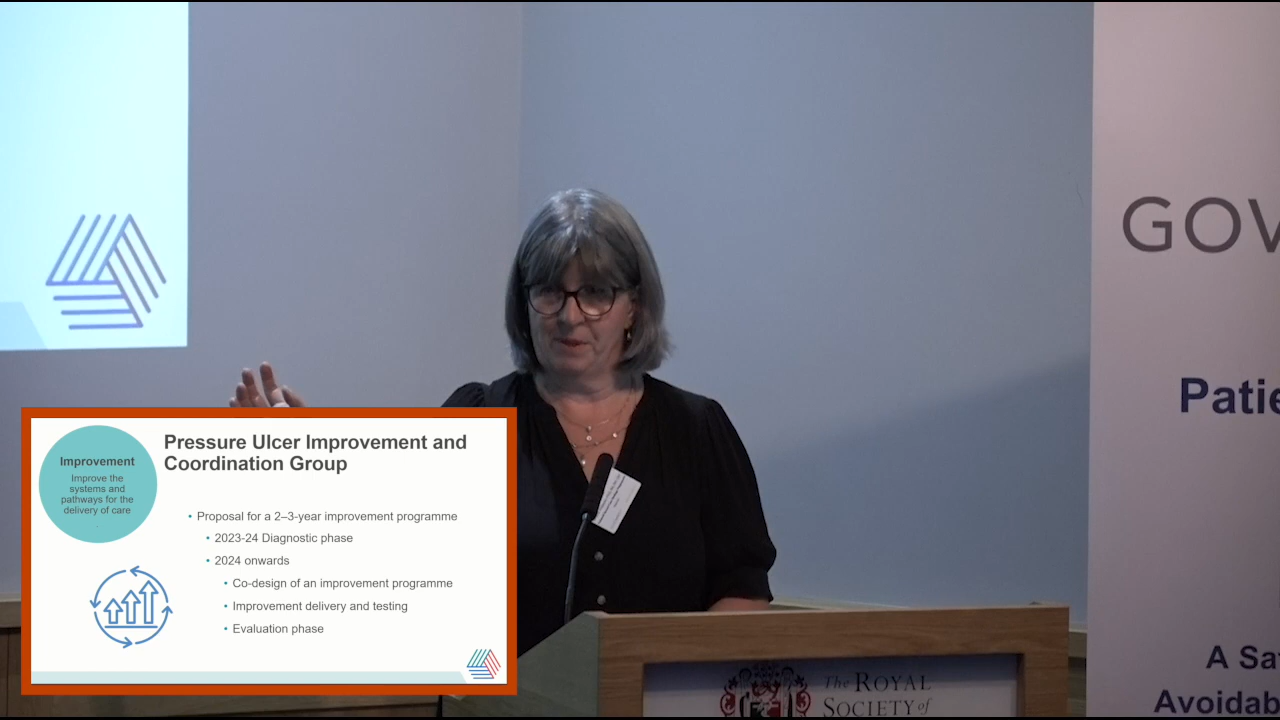 GOV
Patie
A Sa
Avoidab
Improvement
Improve the
systems and
pathways for the
delivery of care
Pressure Ulcer Improvement and
Coordination Group
• Proposal for a 2–3-year improvement programme
• 2023-24 Diagnostic phase
• 2024 onwards
• Co-design of an improvement programme
• Improvement delivery and testing
• Evaluation phase
The ROYAL
SOCIETY of